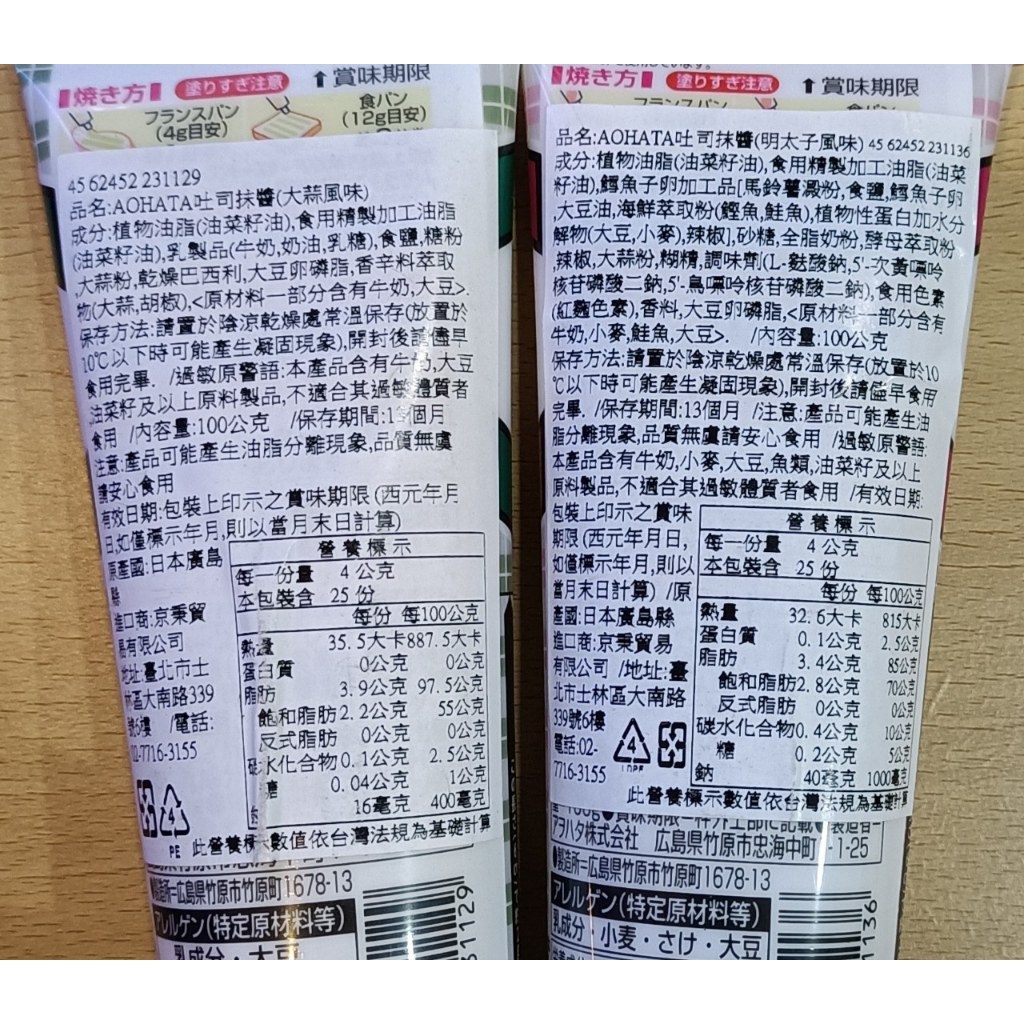 焼き方
塗りすぎ注意
↑賞味期限
フランスパン
(4g目安)
食パン
(12g目安)
45 62452 231129
品名:AOHATA吐司抹醬(大蒜風味)
成分:植物油脂(油菜籽油),食用精製加工油脂
(油菜籽油),乳製品(牛奶,奶油,乳糖),食鹽,糖粉
,大蒜粉,乾燥巴西利,大豆卵磷脂,香辛料萃取
物(大蒜,胡椒),<原材料一部分含有牛奶,大豆>.
保存方法:請置於陰涼乾燥處常溫保存(放置於
10℃以下時可能產生凝固現象),開封後請儘早
食用完畢. /過敏原警語:本產品含有牛奶,大豆
,油菜籽及以上原料製品,不適合其過敏體質者
食用 /內容量:100公克 /保存期間:13個月
注意:產品可能產生油脂分離現象,品質無虞
請安心食用
有效日期:包裝上印示之賞味期限(西元年月
日,如僅標示年月,則以當月末日計算)
原產國:日本廣島
縣
進口商:京秉貿
易有限公司
地址:臺北市士
林區大南路339
號6樓 /電話:
02-7716-3155
營養標示
每一份量 4公克
本包裝含 25份
每份 每100公克
熱量 35.5大卡 887.5大卡
蛋白質 0公克 0公克
脂肪 3.9公克 97.5公克
飽和脂肪 2.2公克 55公克
反式脂肪 0公克 0公克
碳水化合物 0.1公克 2.5公克
糖 0.04公克 1公克
16毫克 400毫克
此營養標示數值依台灣法規為基礎計算
4
PE
●製造所=広島県竹原市竹原町1678-13
アレルゲン(特定原材料等)
乳成分・大豆
31129
焼き方
塗りすぎ注意
↑賞味期限
フランスパン
食パン
品名:AOHATA吐司抹醬(明太子風味) 45 62452 231136
成分:植物油脂(油菜籽油),食用精製加工油脂(油菜
籽油),鱈魚子卵加工品[馬鈴薯澱粉,食鹽,鱈魚子卵
,大豆油,海鮮萃取粉(鰹魚,鮭魚),植物性蛋白加水分
解物(大豆,小麥),辣椒],砂糖,全脂奶粉,酵母萃取粉
,辣椒,大蒜粉,糊精,調味劑(L-麩酸鈉,5'-次黃嘌呤
核苷磷酸二鈉,5'-鳥嘌呤核苷磷酸二鈉),食用色素
(紅麴色素),香料,大豆卵磷脂,<原材料一部分含有
牛奶,小麥,鮭魚,大豆>. /內容量:100公克
保存方法:請置於陰涼乾燥處常溫保存(放置於10
℃以下時可能產生凝固現象),開封後請儘早食用
完畢. /保存期間:13個月 /注意:產品可能產生油
脂分離現象,品質無虞請安心食用 /過敏原警語:
本產品含有牛奶,小麥,大豆,魚類,油菜籽及以上
原料製品,不適合其過敏體質者食用 /有效日期:
包裝上印示之賞味
期限(西元年月日,
如僅標示年月,則以
當月末日計算) /原
產國:日本廣島縣
進口商:京秉貿易
有限公司 /地址:臺
北市士林區大南路
339號6樓
電話:02-
7716-3155
4
營養標示
每一份量 4公克
本包裝含 25份
每份 每100公克
熱量 32.6大卡 815大卡
蛋白質 0.1公克 2.5公克
脂肪 3.4公克 85公克
飽和脂肪 2.8公克 70公克
反式脂肪 0公克 0公克
碳水化合物 0.4公克 10公克
糖 0.2公克 5公克
鈉 40毫克 1000毫克
此營養標示數值依台灣法規為基礎計算
アヲハタ株式会社 広島県竹原市忠海中町1-1-25
●製造所=広島県竹原市竹原町1678-13
アレルゲン(特定原材料等)
乳成分・小麦・さけ・大豆
1136